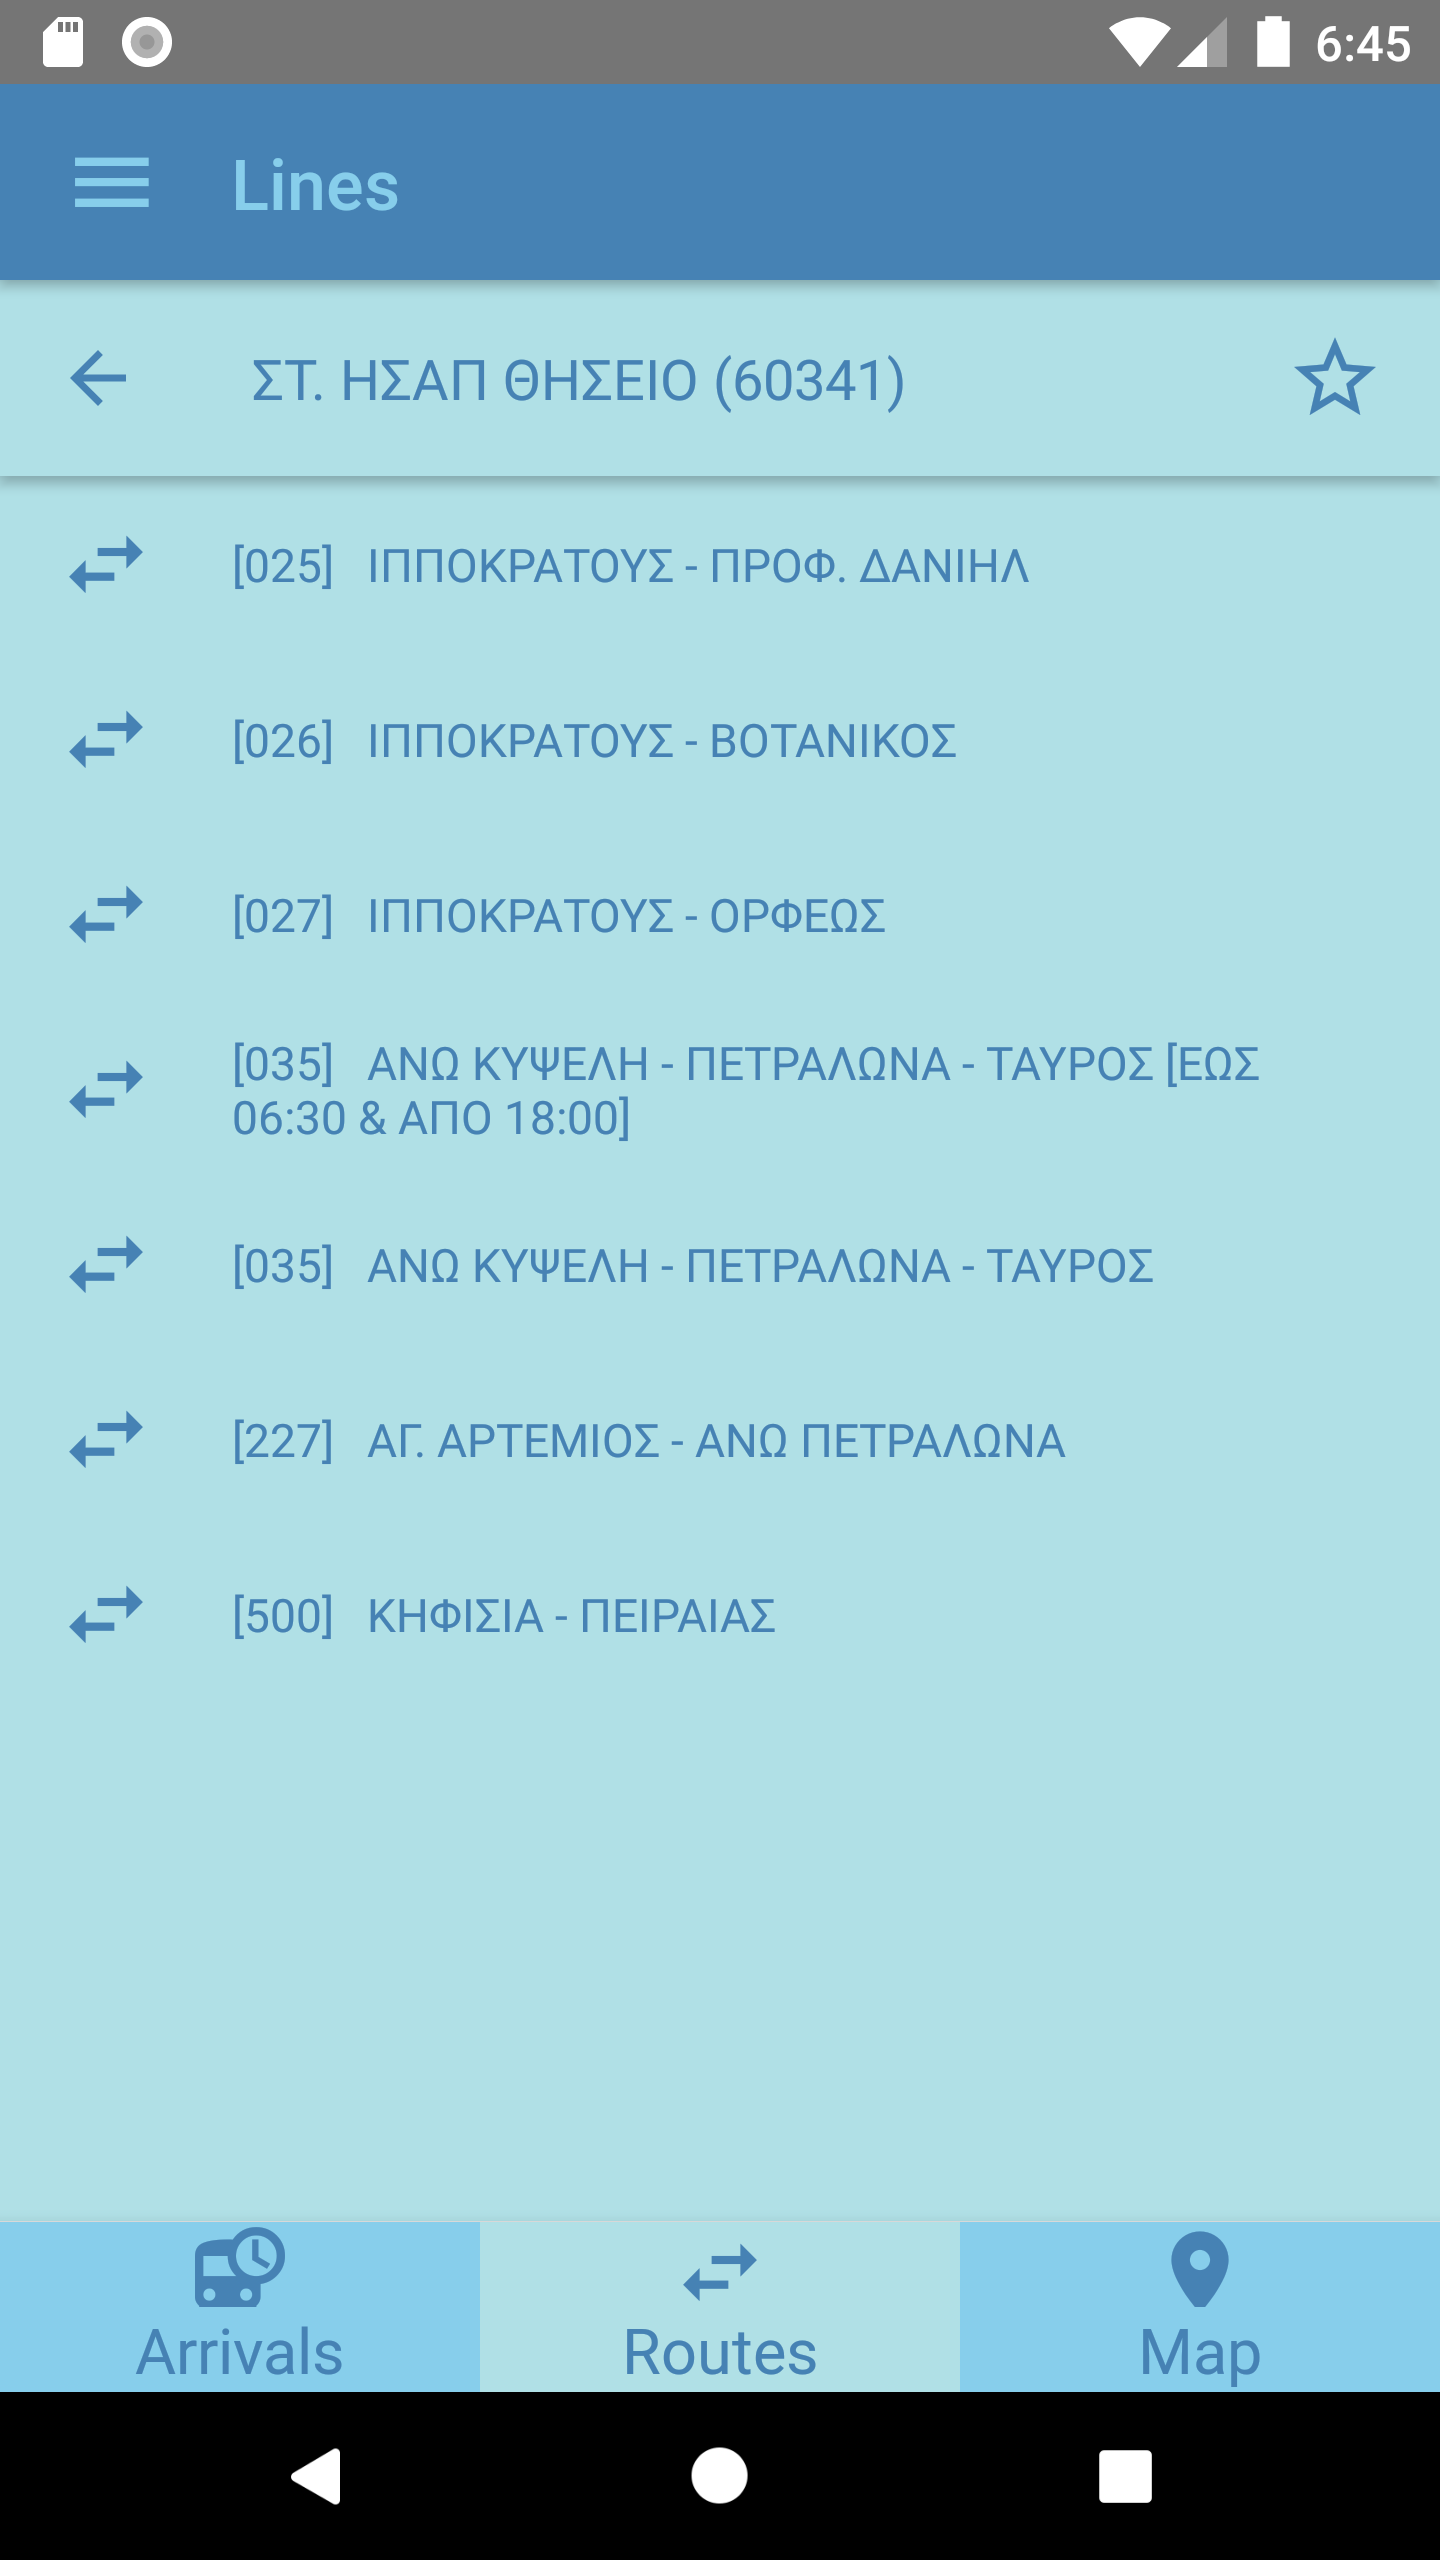 6:45
Lines
ΣΤ. ΗΣΑΠ ΘΗΣΕΙΟ (60341)
[025] ΙΠΠΟΚΡΑΤΟΥΣ - ΠΡΟΦ. ΔΑΝΙΗΛ
[026] ΙΠΠΟΚΡΑΤΟΥΣ - ΒΟΤΑΝΙΚΟΣ
[027] ΙΠΠΟΚΡΑΤΟΥΣ - ΟΡΦΕΩΣ
[035] ΑΝΩ ΚΥΨΕΛΗ - ΠΕΤΡΑΛΩΝΑ - ΤΑΥΡΟΣ [ΕΩΣ
06:30 & ΑΠΟ 18:00]
[035] ΑΝΩ ΚΥΨΕΛΗ - ΠΕΤΡΑΛΩΝΑ - ΤΑΥΡΟΣ
[227] ΑΓ. ΑΡΤΕΜΙΟΣ - ΑΝΩ ΠΕΤΡΑΛΩΝΑ
[500] ΚΗΦΙΣΙΑ - ΠΕΙΡΑΙΑΣ
Arrivals
Routes
Map